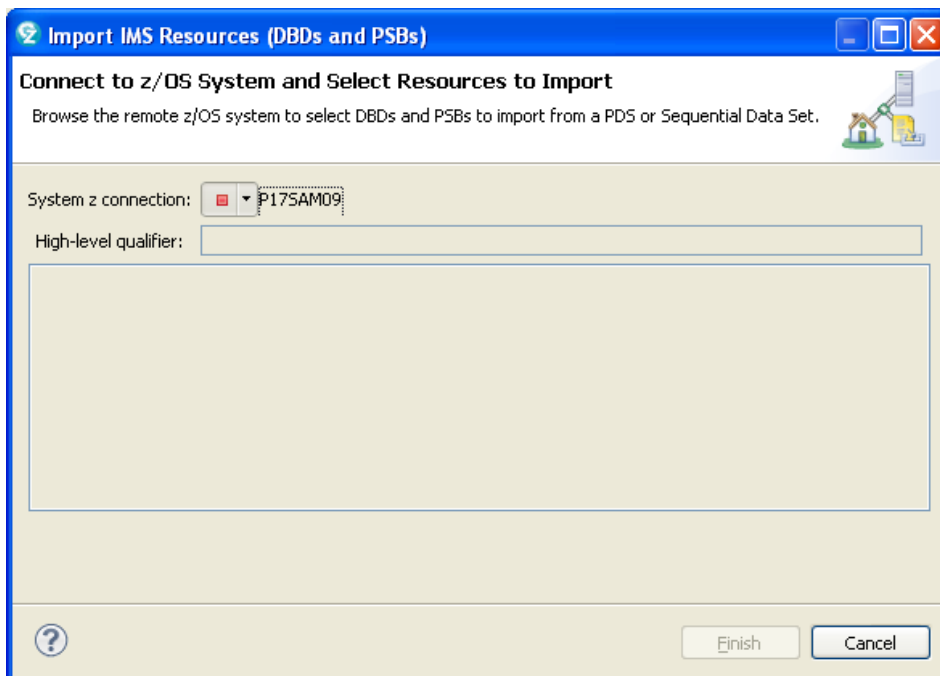 Import IMS Resources (DBDs and PSBs)
Connect to z/OS System and Select Resources to Import
Browse the remote z/OS system to select DBDs and PSBs to import from a PDS or Sequential Data Set.
System z connection: P17SAM09
High-level qualifier:
? Finish Cancel